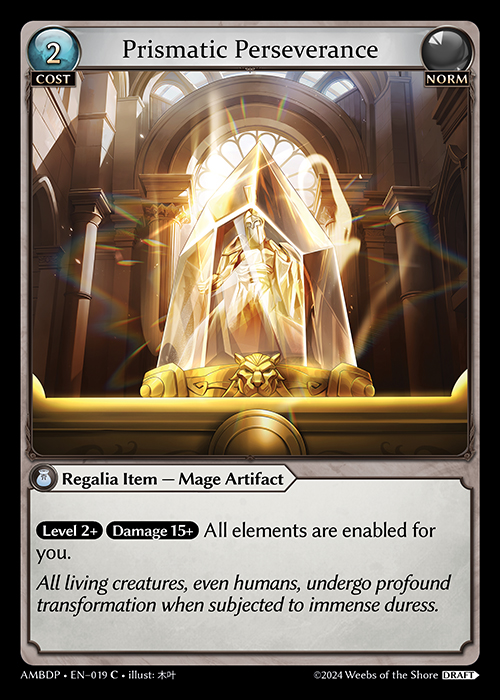 2
COST
Prismatic Perseverance
NORM
Regalia Item — Mage Artifact
Level 2+ Damage 15+ All elements are enabled for
you.
All living creatures, even humans, undergo profound
transformation when subjected to immense duress.
AMBDP • EN–019 C • illust: 木叶
©2024 Weebs of the Shore DRAFT